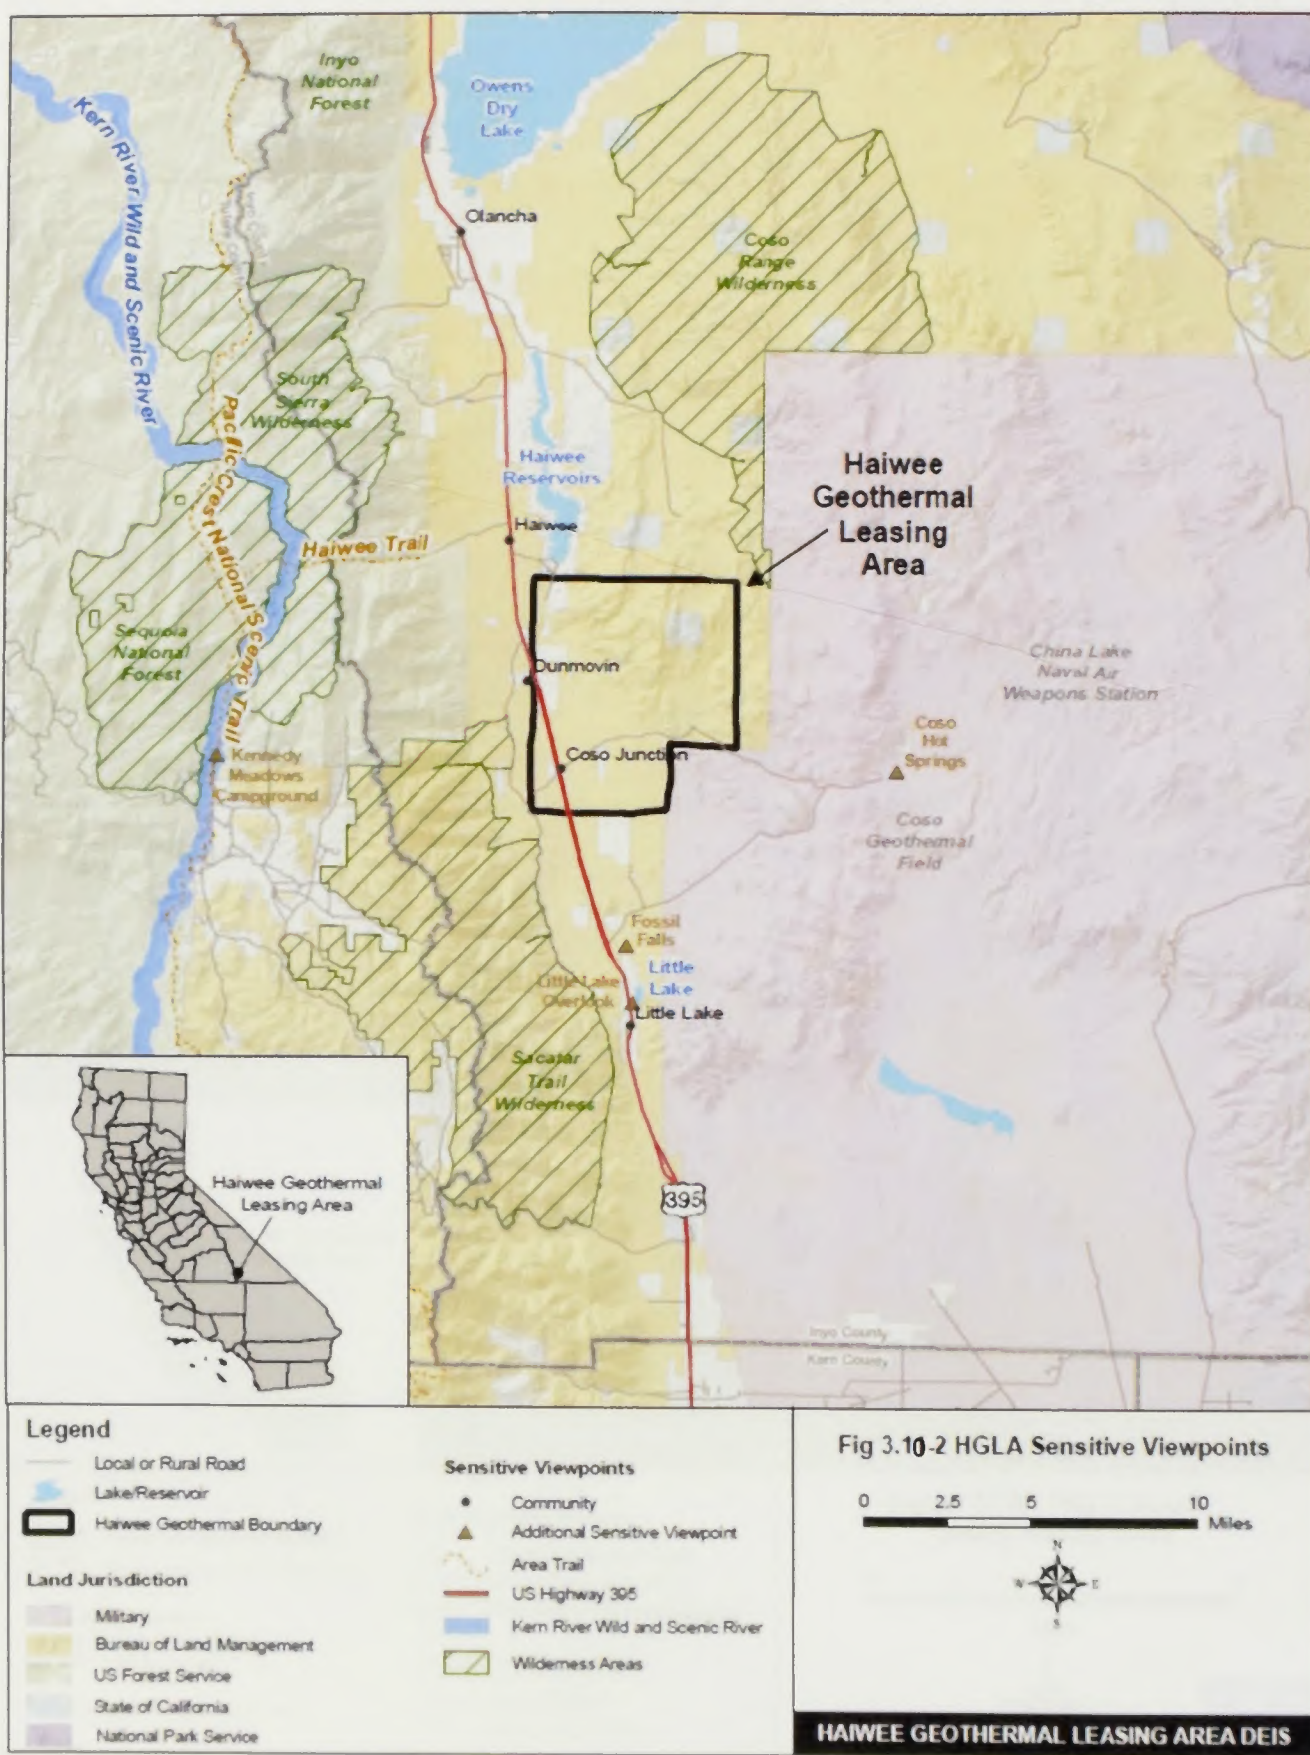 Inyo
National
Forest
Owens
Dry
Lake
Kern River Wild and Scenic River
Olancha
Coso
Range
Wilderness
South
Sierra
Wilderness
Pacific Crest National Scenic Trail
Haiwee
Reservoirs
Haiwee
Geothermal
Leasing
Area
Haiwee
Haiwee Trail
Sequoia
National
Forest
Dunmovin
China Lake
Naval Air
Weapons Station
Coso
Hot
Springs
Coso Junction
Kennedy
Meadows
Campground
Coso
Geothermal
Field
Fossil
Falls
Little
Lake
Little Lake
Overlook
Little Lake
Sacatar
Trail
Wilderness
395
Haiwee Geothermal
Leasing Area
Inyo County
Kern County
Legend
Local or Rural Road
Lake/Reservoir
Haiwee Geothermal Boundary
Land Jurisdiction
Military
Bureau of Land Management
US Forest Service
State of California
National Park Service
Sensitive Viewpoints
Community
Additional Sensitive Viewpoint
Area Trail
US Highway 395
Kern River Wild and Scenic River
Wilderness Areas
Fig 3.10-2 HGLA Sensitive Viewpoints
0 2.5 5 10
Miles
N
W E
S
HAIWEE GEOTHERMAL LEASING AREA DEIS